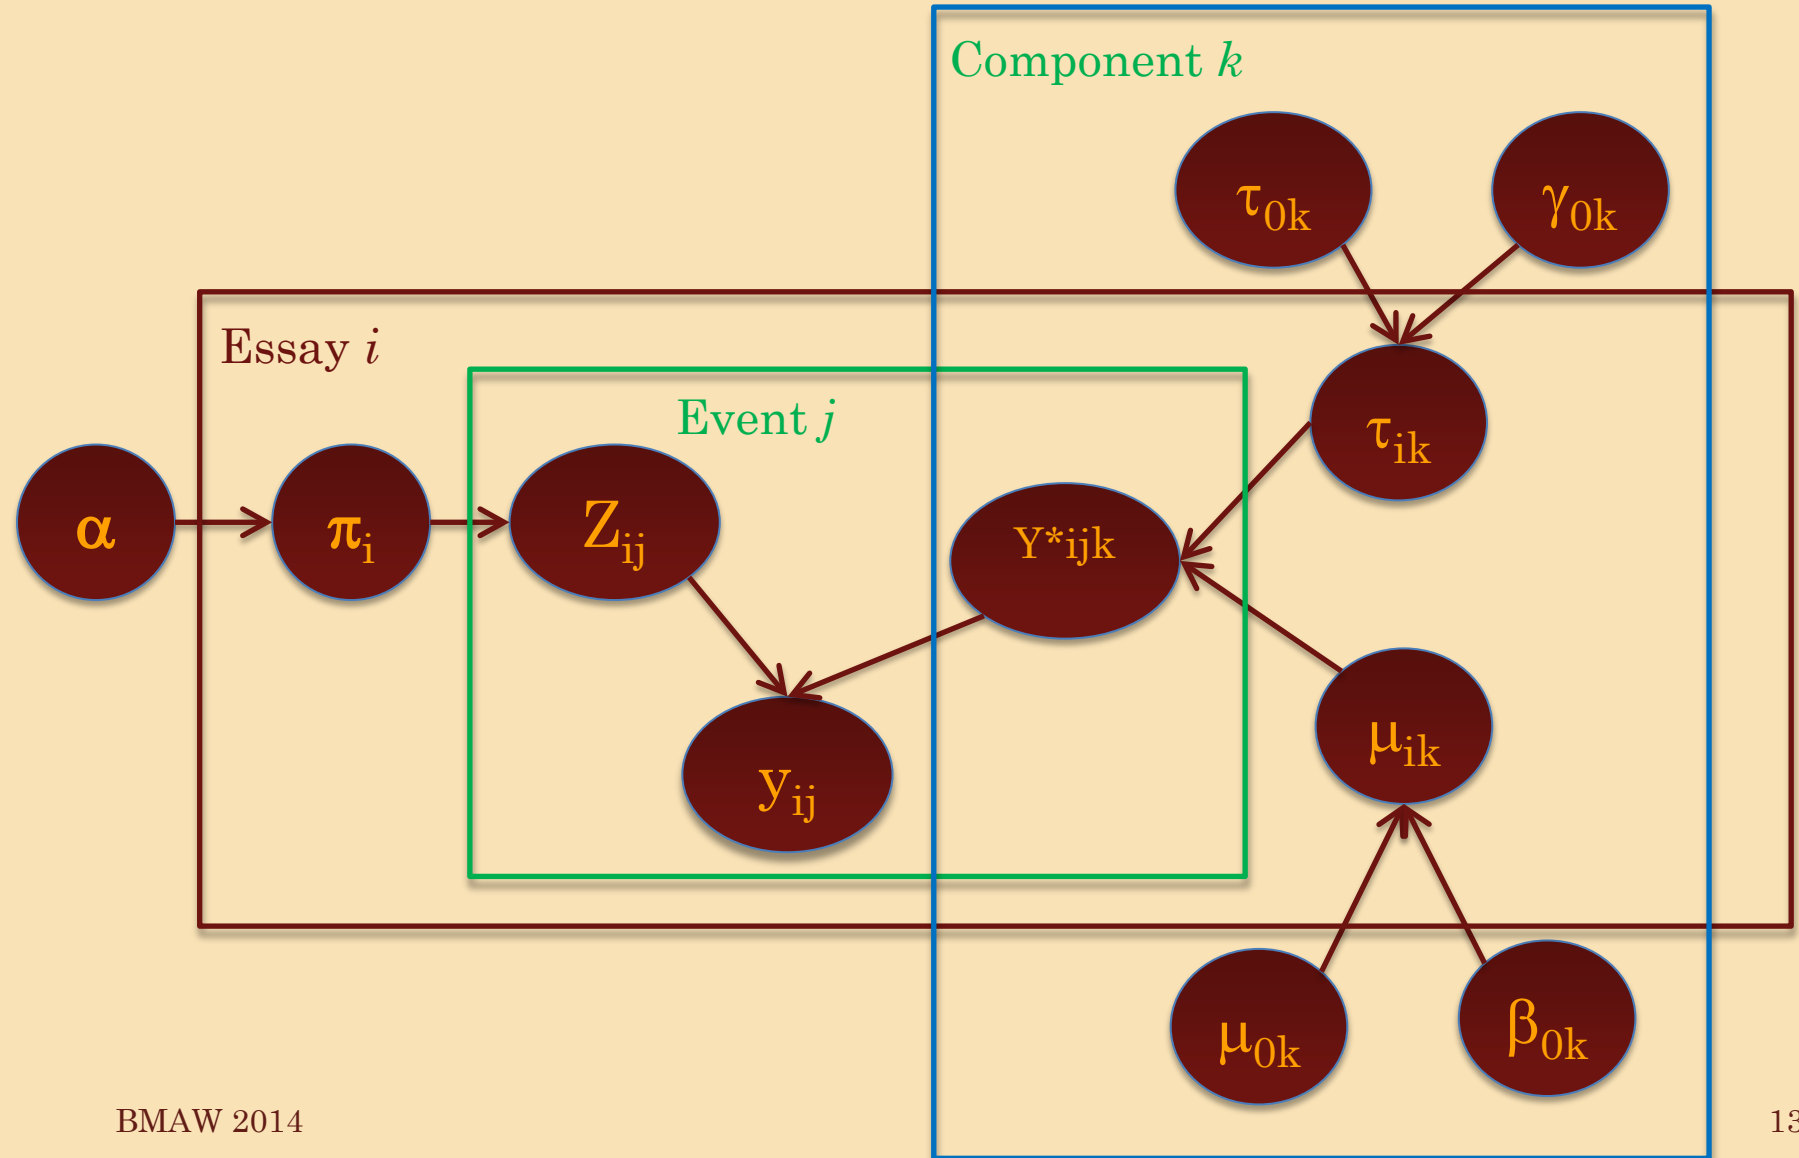 Component k
τ0k
γ0k
Essay i
Event j
τik
α
πi
Zij
Y*ijk
μik
yij
μ0k
β0k
BMAW 2014
13